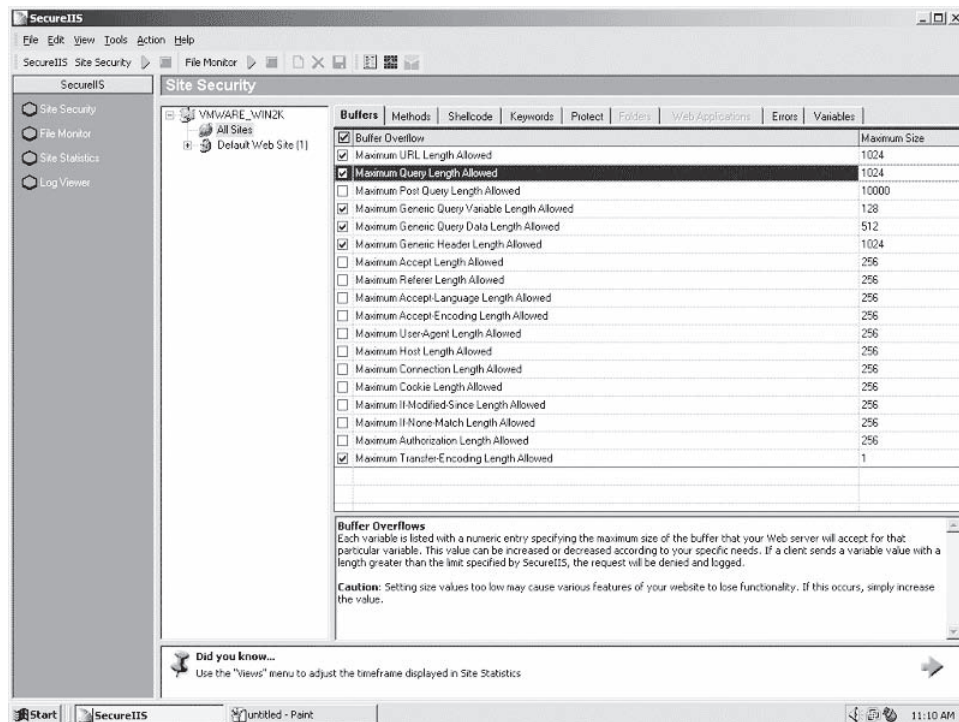 SecureIIS
File Edit View Tools Action Help
SecureIIS Site Security File Monitor
SecureIIS
Site Security
File Monitor
Site Statistics
Log Viewer
Site Security
VMWARE_WIN2K
All Sites
Default Web Site (1)
Buffers Methods Shellcode Keywords Protect Folders Web Applications Errors Variables
Buffer Overflow Maximum Size
Maximum URL Length Allowed 1024
Maximum Query Length Allowed 1024
Maximum Post Query Length Allowed 10000
Maximum Generic Query Variable Length Allowed 128
Maximum Generic Query Data Length Allowed 512
Maximum Generic Header Length Allowed 1024
Maximum Accept Length Allowed 256
Maximum Referer Length Allowed 256
Maximum Accept-Language Length Allowed 256
Maximum Accept-Encoding Length Allowed 256
Maximum User-Agent Length Allowed 256
Maximum Host Length Allowed 256
Maximum Connection Length Allowed 256
Maximum Cookie Length Allowed 256
Maximum If-Modified-Since Length Allowed 256
Maximum If-None-Match Length Allowed 256
Maximum Authorization Length Allowed 256
Maximum Transfer-Encoding Length Allowed 1
Buffer Overflows
Each variable is listed with a numeric entry specifying the maximum size of the buffer that your Web server will accept for that
particular variable. This value can be increased or decreased according to your specific needs. If a client sends a variable value with a
length greater than the limit specified by SecureIIS, the request will be denied and logged.
Caution: Setting size values too low may cause various features of your website to lose functionality. If this occurs, simply increase
the value.
Did you know...
Use the "Views" menu to adjust the timeframe displayed in Site Statistics
Start SecureIIS untitled - Paint 11:10 AM